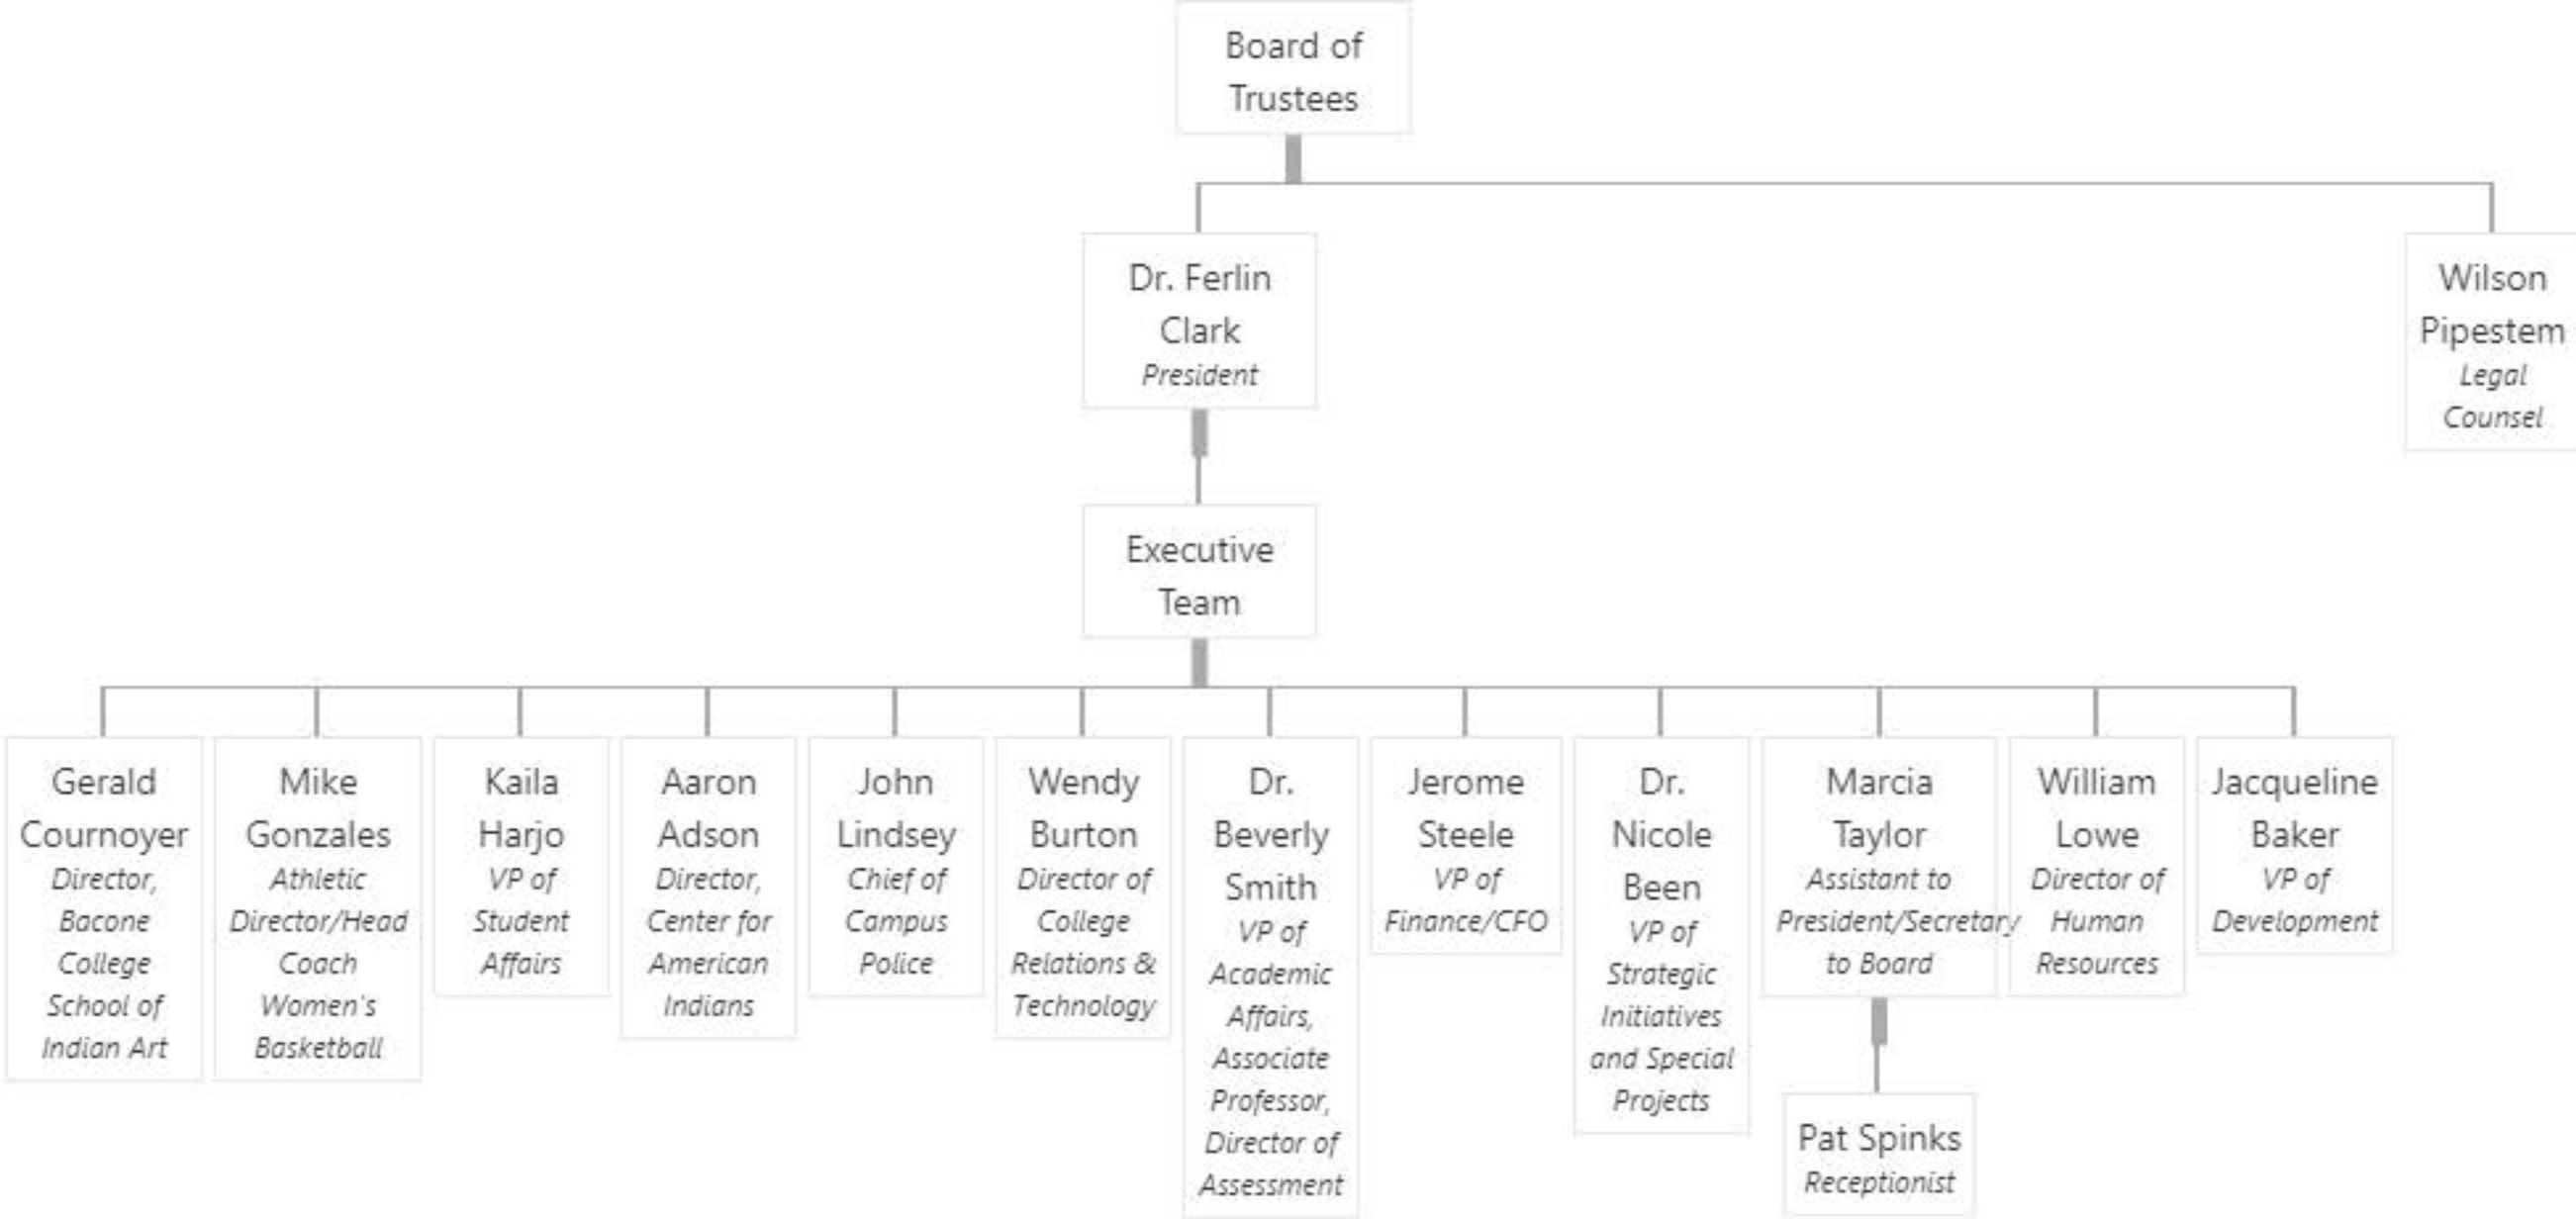 Board of
Trustees
Dr. Ferlin
Clark
President
Wilson
Pipestem
Legal
Counsel
Executive
Team
Gerald
Cournoyer
Director,
Bacone
College
School of
Indian Art
Mike
Gonzales
Athletic
Director/Head
Coach
Women's
Basketball
Kaila
Harjo
VP of
Student
Affairs
Aaron
Adson
Director,
Center for
American
Indians
John
Lindsey
Chief of
Campus
Police
Wendy
Burton
Director of
College
Relations &
Technology
Dr.
Beverly
Smith
VP of
Academic
Affairs,
Associate
Professor,
Director of
Assessment
Jerome
Steele
VP of
Finance/CFO
Dr.
Nicole
Been
VP of
Strategic
Initiatives
and Special
Projects
Marcia
Taylor
Assistant to
President/Secretary
to Board
William
Lowe
Director of
Human
Resources
Jacqueline
Baker
VP of
Development
Pat Spinks
Receptionist